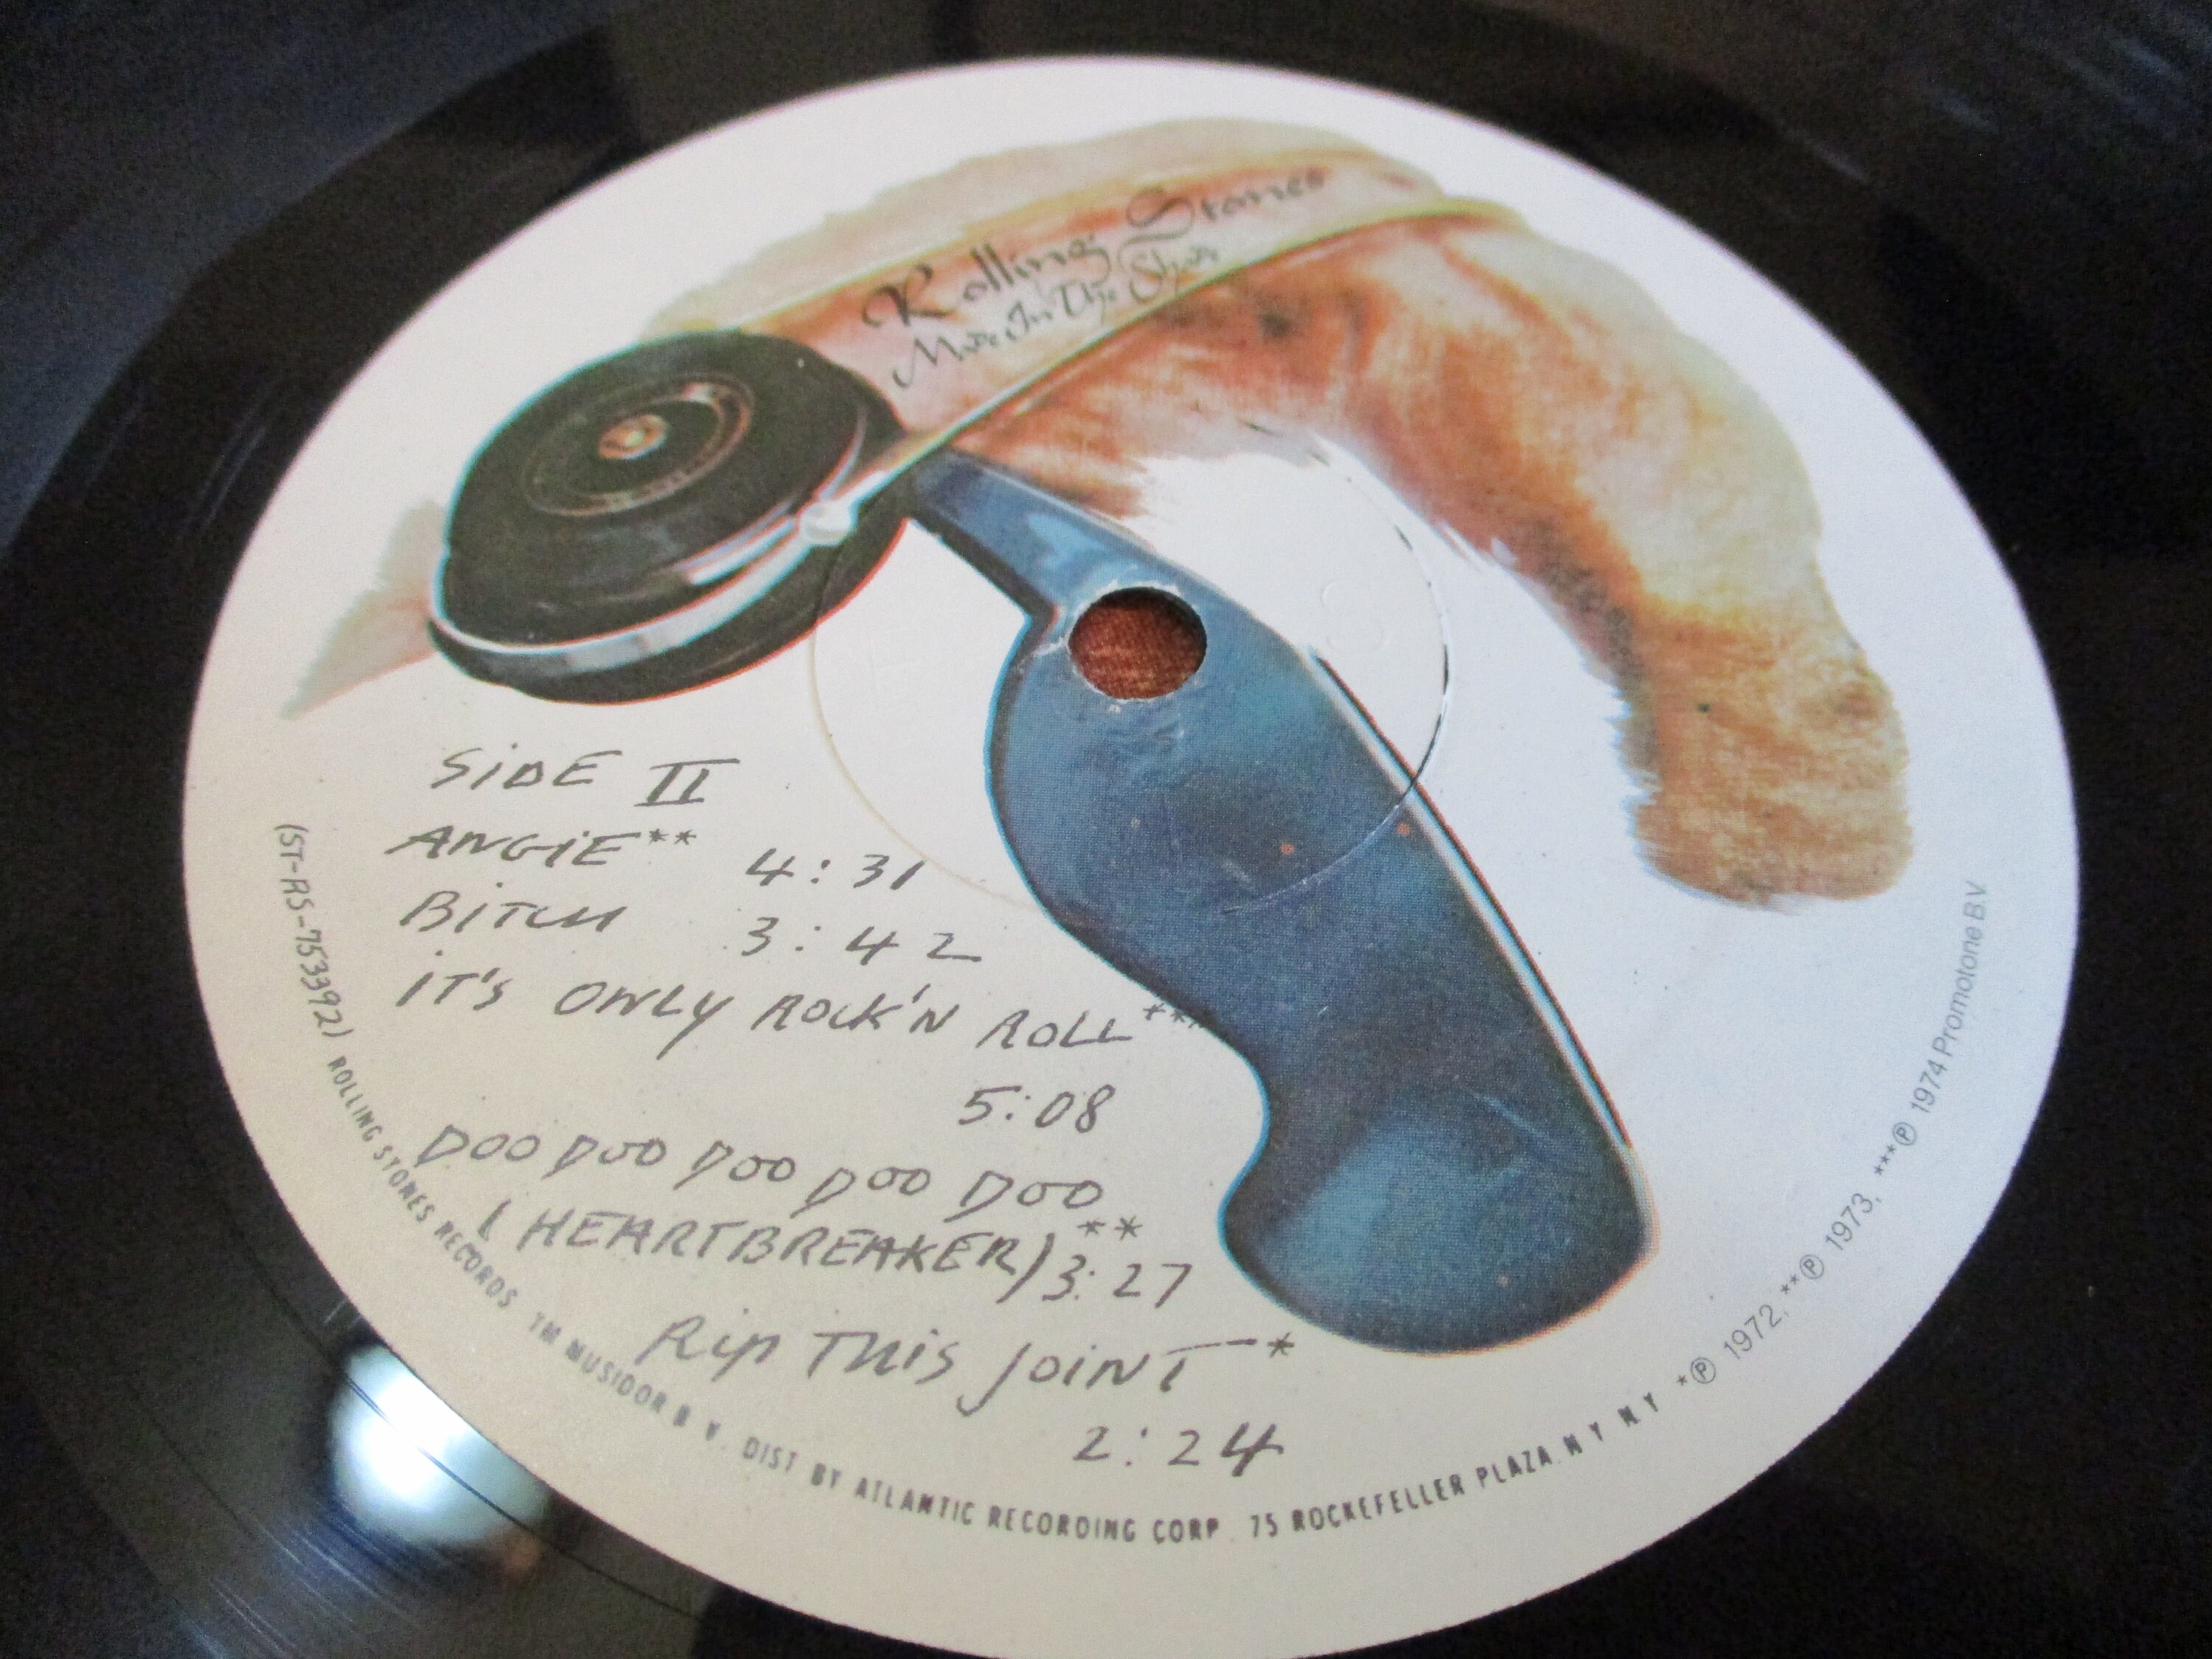 Rolling Stones
Made In The Shade
SiDE II
ANGiE** 4:31
BiTCH 3:42
iT'S ONLY ROCK'N ROLL***
5:08
DOO DOO DOO DOO DOO
(HEARTBREAKER)** 3:27
Rip THis JOiNT*
2:24
(ST-RS-753392) ROLLING STONES RECORDS TM MUSIDOR B V. DIST BY ATLANTIC RECORDING CORP. 75 ROCKEFELLER PLAZA. N Y N.Y *℗ 1972, **℗ 1973, ***℗ 1974 Promotone B.V.